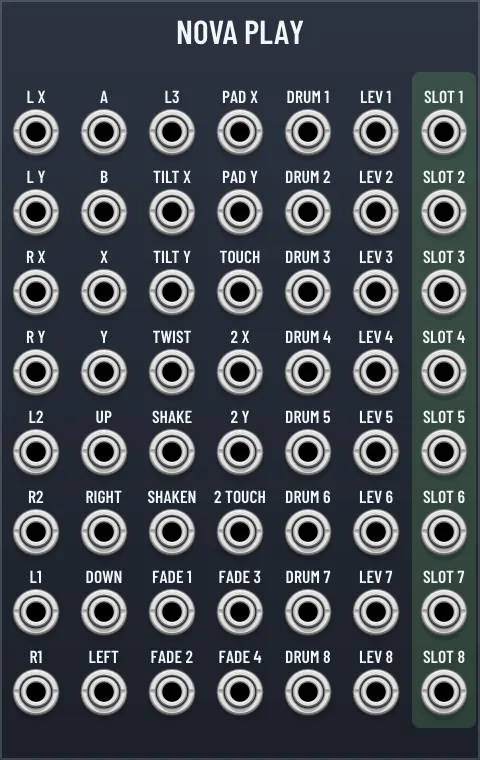 NOVA PLAY
L X A L3 PAD X DRUM 1 LEV 1 SLOT 1
L Y B TILT X PAD Y DRUM 2 LEV 2 SLOT 2
R X X TILT Y TOUCH DRUM 3 LEV 3 SLOT 3
R Y Y TWIST 2 X DRUM 4 LEV 4 SLOT 4
L2 UP SHAKE 2 Y DRUM 5 LEV 5 SLOT 5
R2 RIGHT SHAKEN 2 TOUCH DRUM 6 LEV 6 SLOT 6
L1 DOWN FADE 1 FADE 3 DRUM 7 LEV 7 SLOT 7
R1 LEFT FADE 2 FADE 4 DRUM 8 LEV 8 SLOT 8